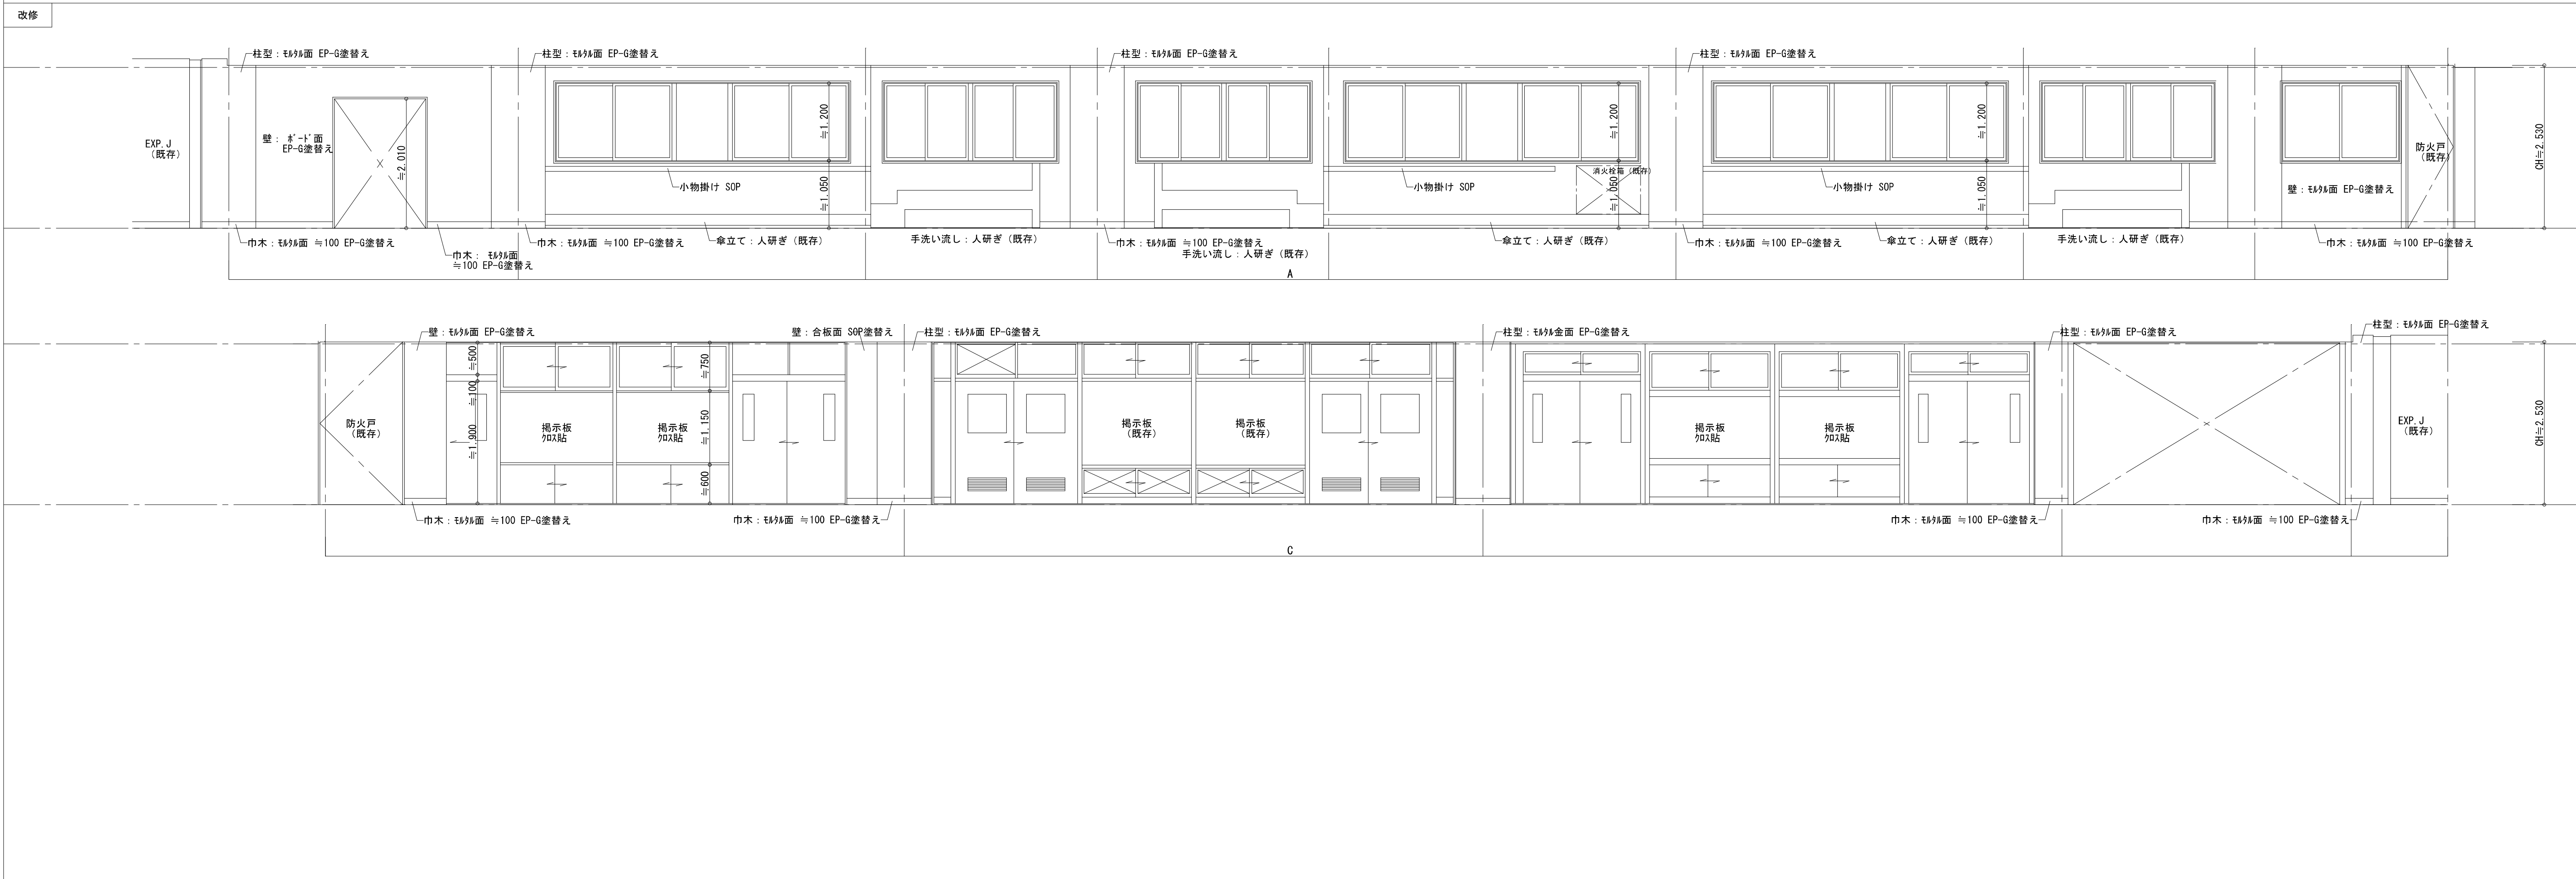 改修
柱型：ﾓﾙﾀﾙ面 EP-G塗替え
柱型：ﾓﾙﾀﾙ面 EP-G塗替え
柱型：ﾓﾙﾀﾙ面 EP-G塗替え
柱型：ﾓﾙﾀﾙ面 EP-G塗替え
EXP.J
（既存）
壁： ﾎﾞｰﾄﾞ面
EP-G塗替え
≒2.010
≒1.200
≒1.050
小物掛け SOP
≒1.200
≒1.050
小物掛け SOP
消火栓箱（既存）
≒1.200
≒1.050
小物掛け SOP
防火戸
（既存）
壁：ﾓﾙﾀﾙ面 EP-G塗替え
CH≒2.530
巾木：ﾓﾙﾀﾙ面 ≒100 EP-G塗替え
巾木： ﾓﾙﾀﾙ面
≒100 EP-G塗替え
巾木：ﾓﾙﾀﾙ面 ≒100 EP-G塗替え
傘立て：人研ぎ（既存）
手洗い流し：人研ぎ（既存）
巾木：ﾓﾙﾀﾙ面 ≒100 EP-G塗替え
手洗い流し：人研ぎ（既存）
傘立て：人研ぎ（既存）
巾木：ﾓﾙﾀﾙ面 ≒100 EP-G塗替え
傘立て：人研ぎ（既存）
手洗い流し：人研ぎ（既存）
巾木：ﾓﾙﾀﾙ面 ≒100 EP-G塗替え
A
壁：ﾓﾙﾀﾙ面 EP-G塗替え
壁：合板面 SOP塗替え
柱型：ﾓﾙﾀﾙ面 EP-G塗替え
柱型：ﾓﾙﾀﾙ金面 EP-G塗替え
柱型：ﾓﾙﾀﾙ面 EP-G塗替え
柱型：ﾓﾙﾀﾙ面 EP-G塗替え
防火戸
（既存）
≒500
≒100
≒1.900
掲示板
ｸﾛｽ貼
掲示板
ｸﾛｽ貼
≒750
≒1.150
≒600
掲示板
（既存）
掲示板
（既存）
掲示板
ｸﾛｽ貼
掲示板
ｸﾛｽ貼
EXP.J
（既存）
CH≒2.530
巾木：ﾓﾙﾀﾙ面 ≒100 EP-G塗替え
巾木：ﾓﾙﾀﾙ面 ≒100 EP-G塗替え
巾木：ﾓﾙﾀﾙ面 ≒100 EP-G塗替え
巾木：ﾓﾙﾀﾙ面 ≒100 EP-G塗替え
C